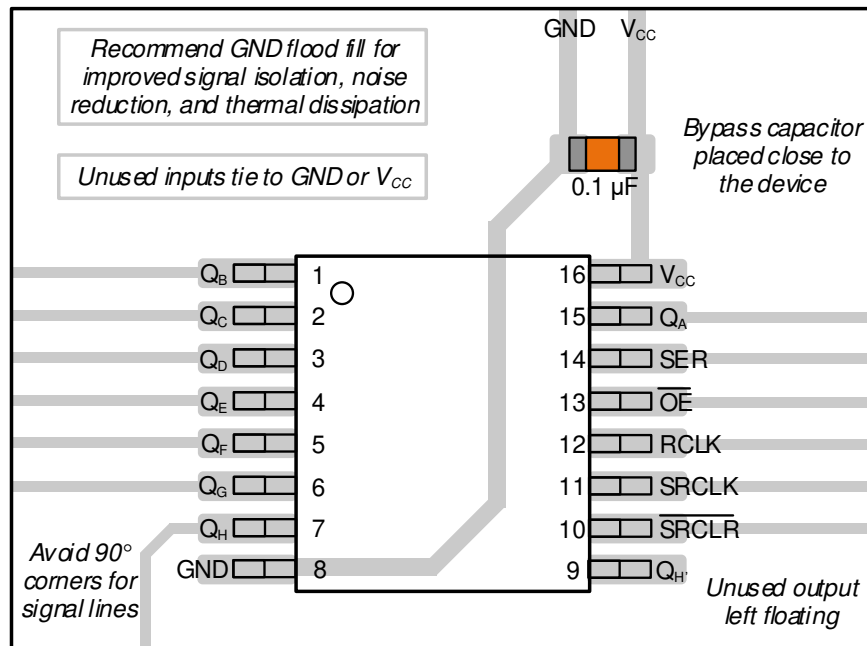 GND VCC
Recommend GND flood fill for
improved signal isolation, noise
reduction, and thermal dissipation
Unused inputs tie to GND or VCC
Bypass capacitor
placed close to
the device
0.1 µF
QB 1 16 VCC
QC 2 15 QA
QD 3 14 SER
QE 4 13 OE
QF 5 12 RCLK
QG 6 11 SRCLK
QH 7 10 SRCLR
GND 8 9 QH'
Avoid 90°
corners for
signal lines
Unused output
left floating